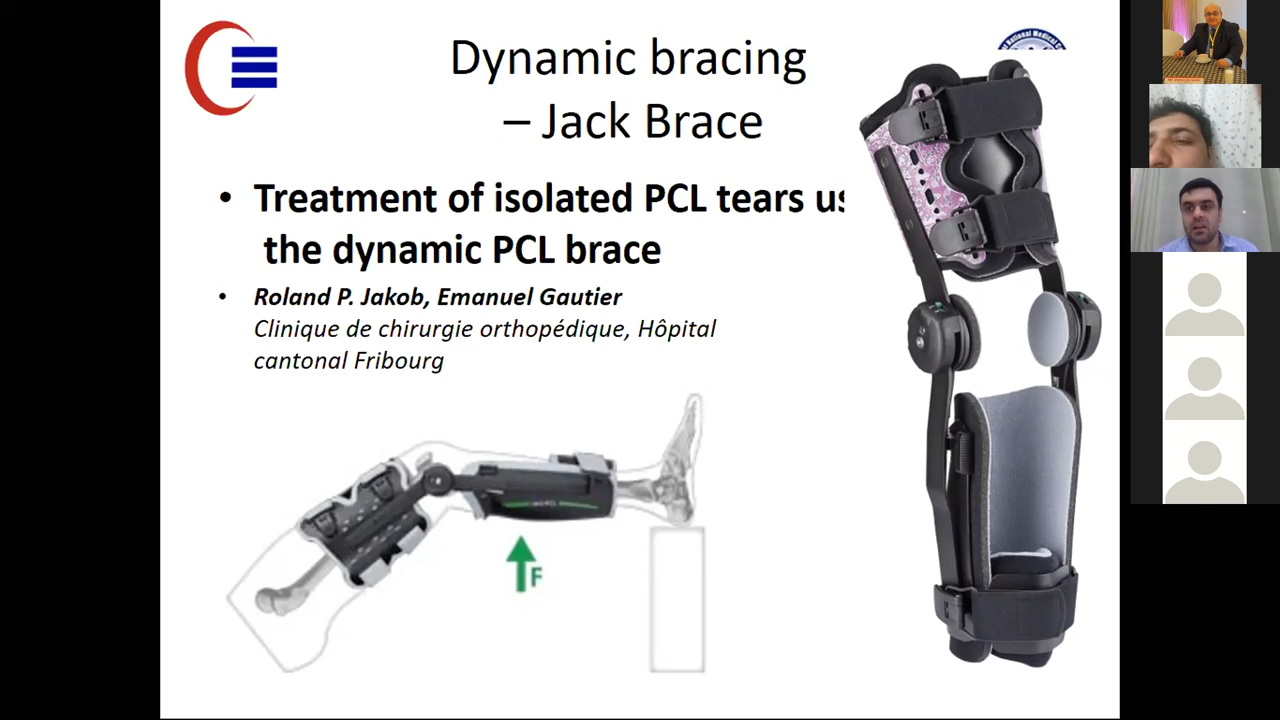 Dynamic bracing
– Jack Brace
• Treatment of isolated PCL tears us
the dynamic PCL brace
• Roland P. Jakob, Emanuel Gautier
Clinique de chirurgie orthopédique, Hôpital
cantonal Fribourg
F